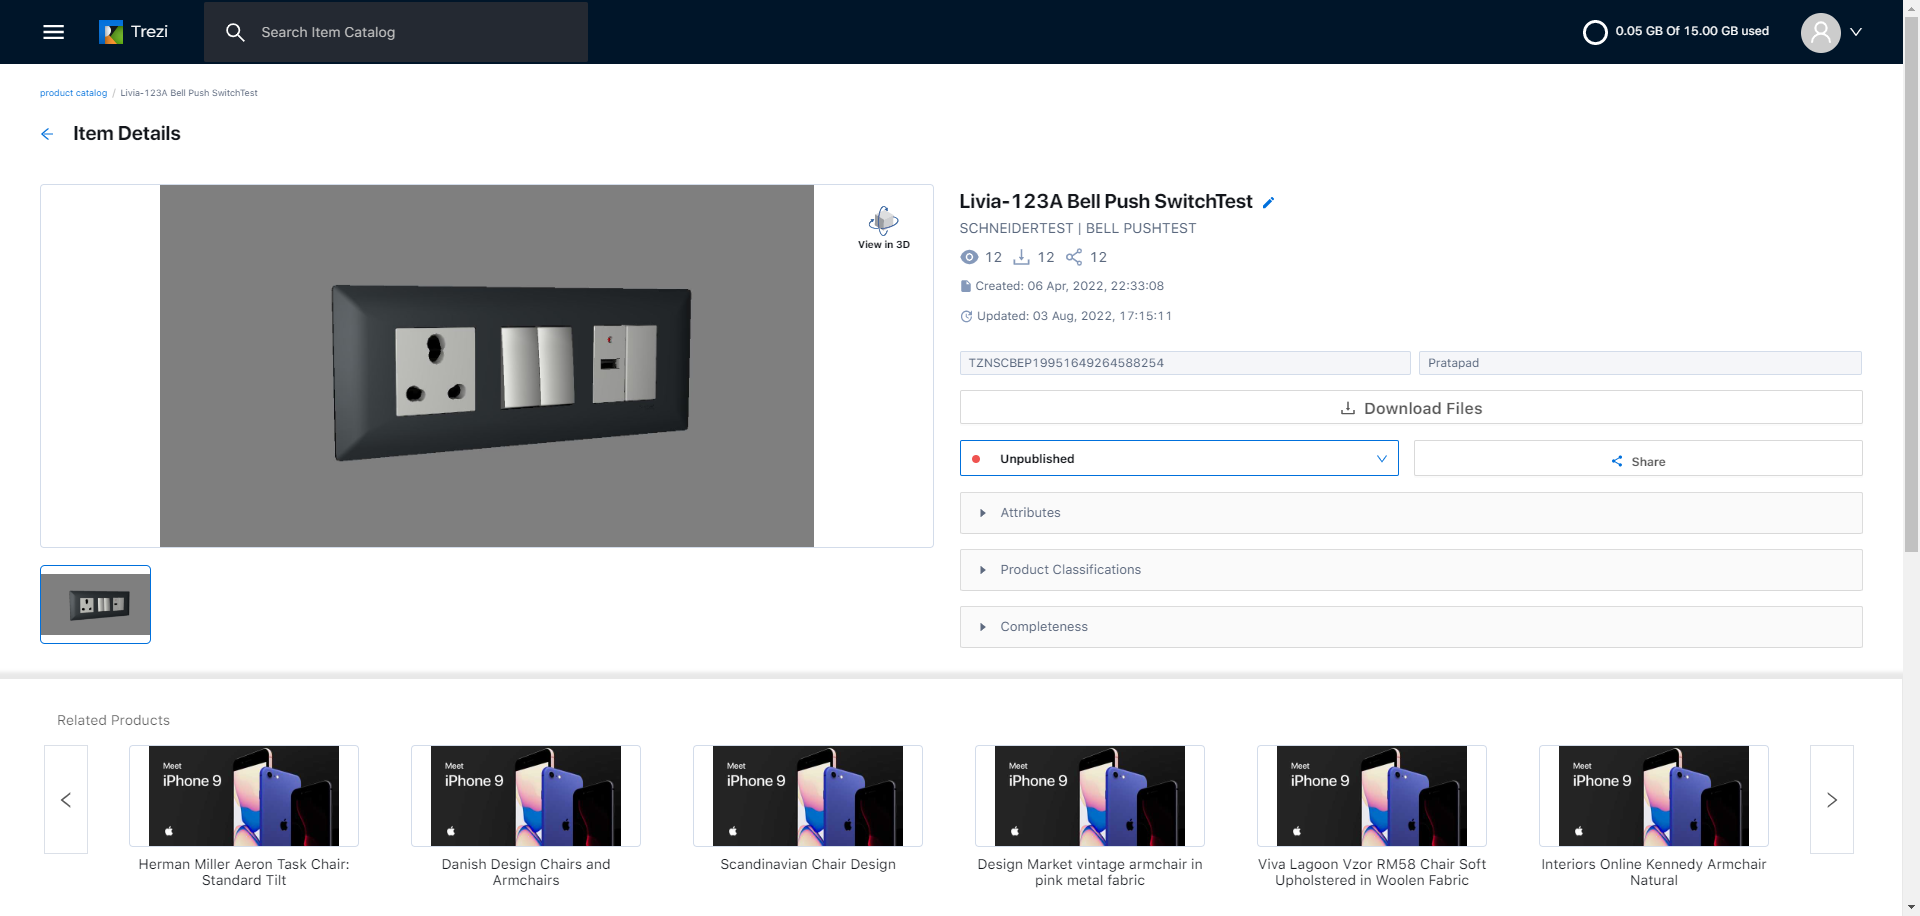 Trezi
Search Item Catalog
0.05 GB Of 15.00 GB used
product catalog / Livia-123A Bell Push SwitchTest
Item Details
View in 3D
Livia-123A Bell Push SwitchTest
SCHNEIDERTEST | BELL PUSHTEST
12 12 12
Created: 06 Apr, 2022, 22:33:08
Updated: 03 Aug, 2022, 17:15:11
TZNSCBEP19951649264588254
Pratapad
Download Files
Unpublished
Share
Attributes
Product Classifications
Completeness
Related Products
Meet
iPhone 9
Herman Miller Aeron Task Chair:
Standard Tilt
Meet
iPhone 9
Danish Design Chairs and
Armchairs
Meet
iPhone 9
Scandinavian Chair Design
Meet
iPhone 9
Design Market vintage armchair in
pink metal fabric
Meet
iPhone 9
Viva Lagoon Vzor RM58 Chair Soft
Upholstered in Woolen Fabric
Meet
iPhone 9
Interiors Online Kennedy Armchair
Natural